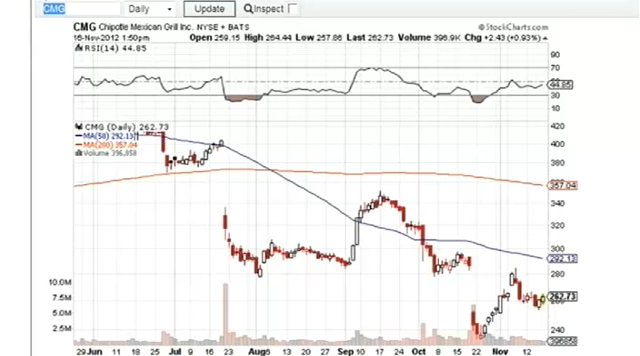 CMG Daily Update Inspect
CMG Chipotle Mexican Grill Inc. NYSE + BATS © StockCharts.com
16-Nov-2012 1:50pm Open 259.15 High 264.44 Low 257.86 Last 262.73 Volume 396.9K Chg +2.43 (+0.93%)
RSI(14) 44.85
90
70
50
44.85
30
10
CMG (Daily) 262.73
MA(50) 292.13
MA(200) 357.04
Volume 396,858
420
400
380
357.04
340
320
300
292.13
280
262.73
240
10.0M
7.5M
5.0M
2.5M
29 Jun 11 18 25 Jul 9 16 23 Aug 6 13 20 27 Sep 10 17 24 Oct 8 15 22 Nov 12